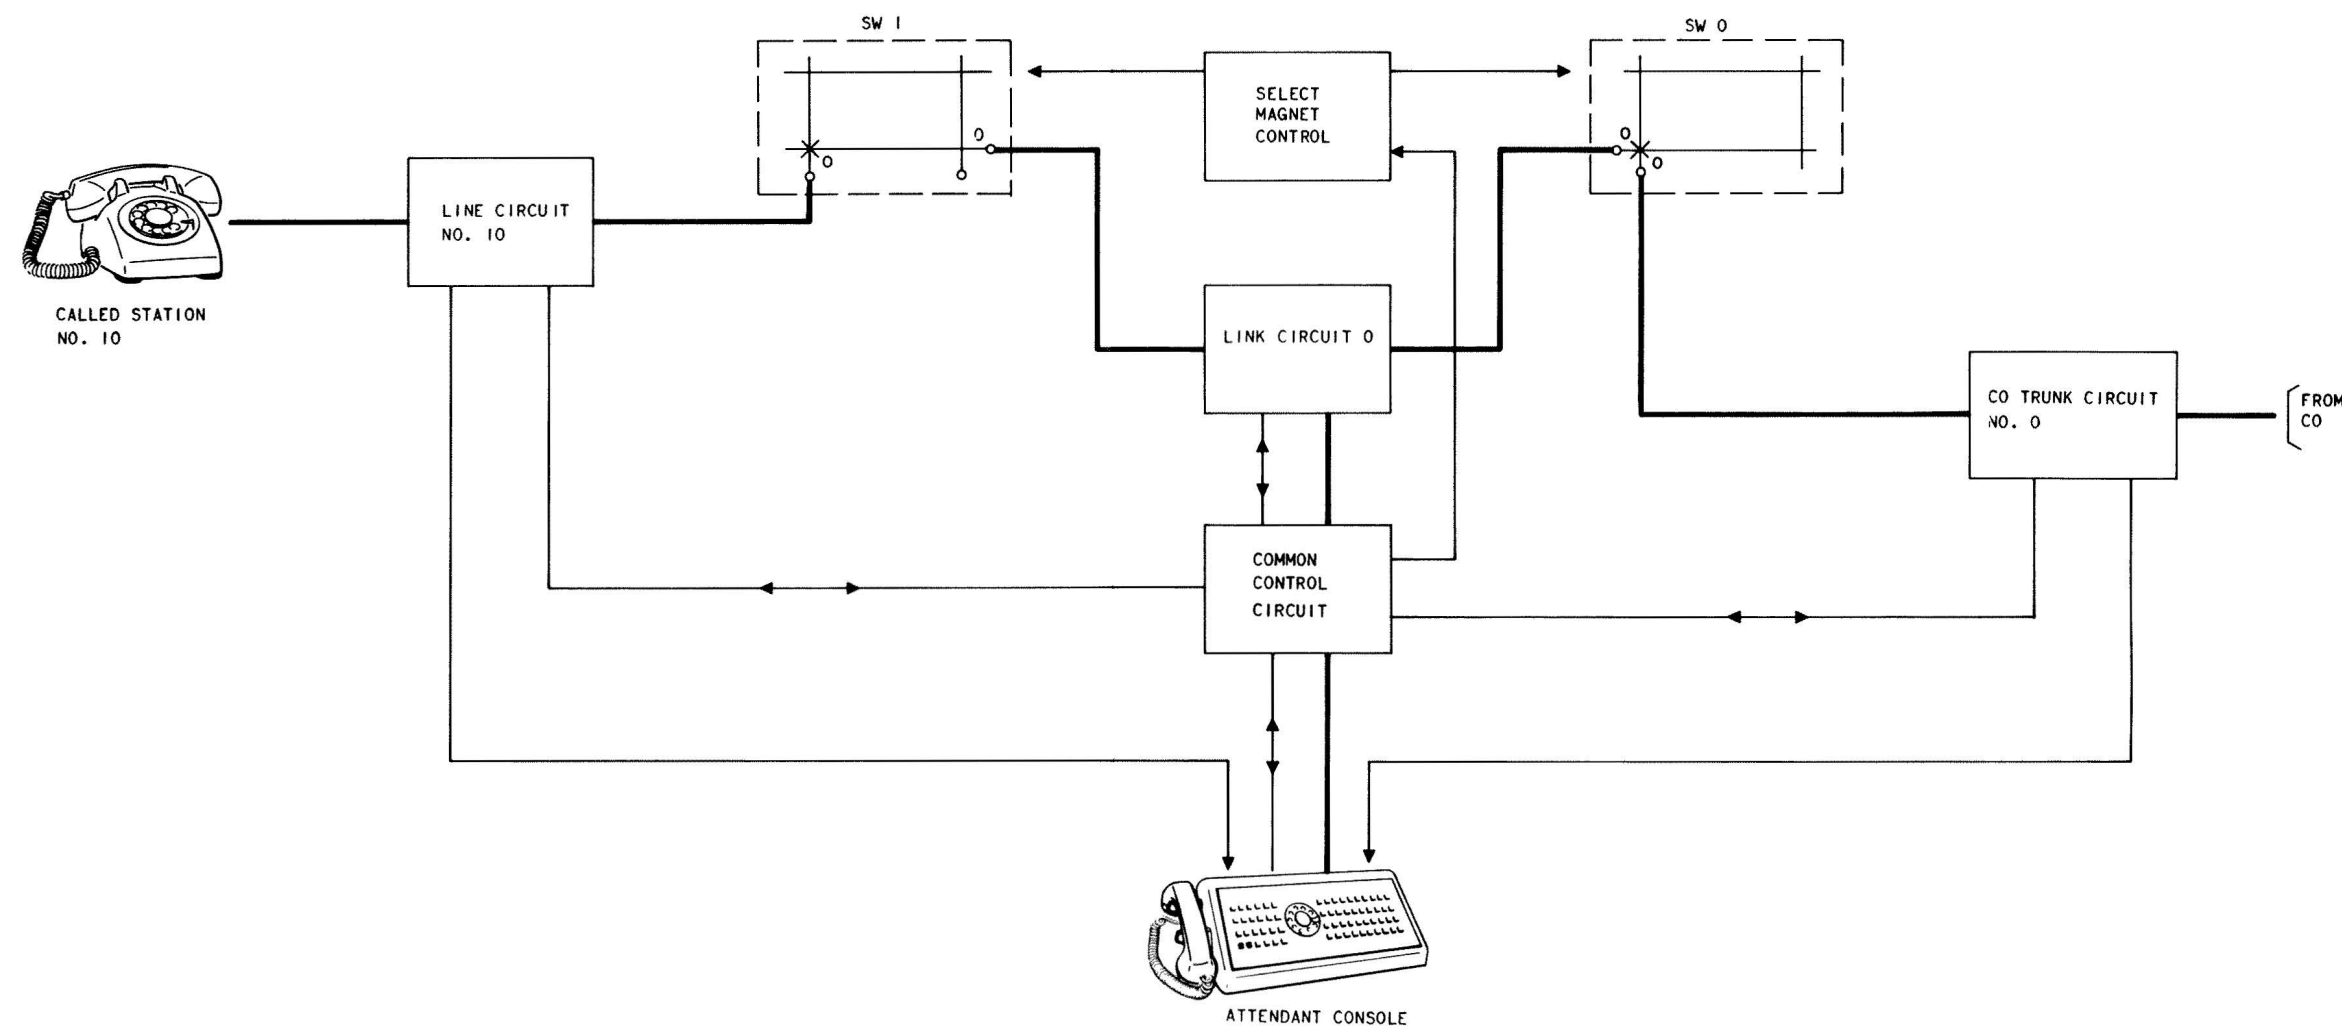 SW 1
SW 0
SELECT
MAGNET
CONTROL
0
0
0
0
LINE CIRCUIT
NO. 10
CALLED STATION
NO. 10
LINK CIRCUIT 0
CO TRUNK CIRCUIT
NO. 0
FROM
CO
COMMON
CONTROL
CIRCUIT
ATTENDANT CONSOLE